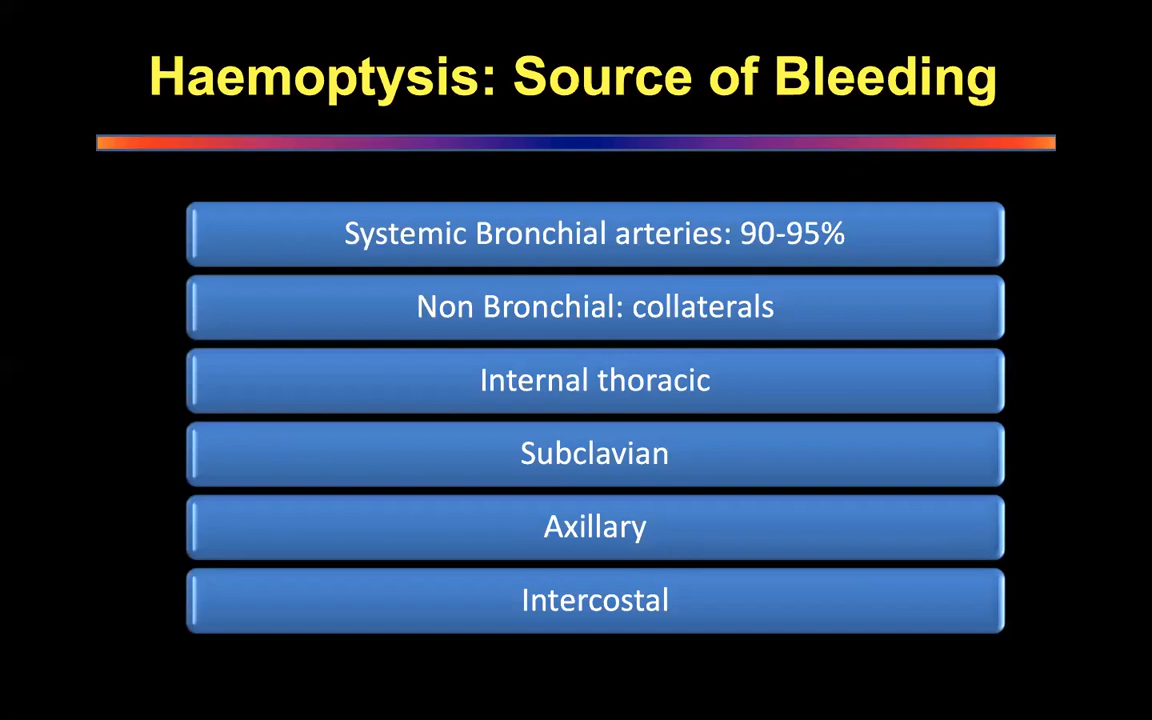 Haemoptysis: Source of Bleeding
Systemic Bronchial arteries: 90-95%
Non Bronchial: collaterals
Internal thoracic
Subclavian
Axillary
Intercostal